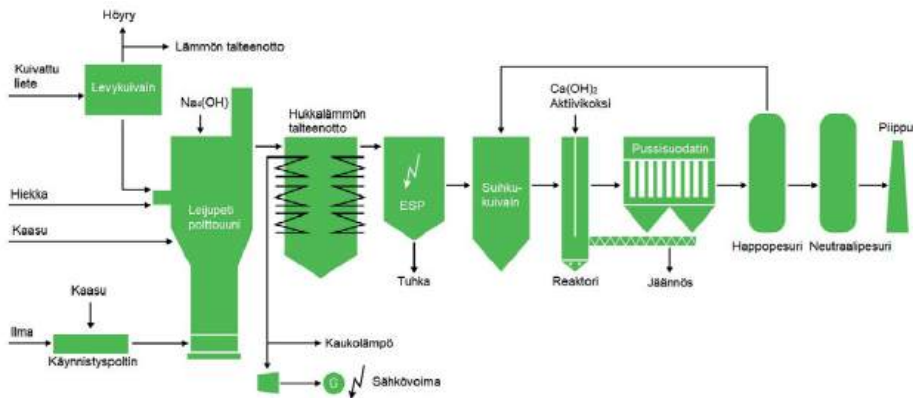 Höyry
Lämmön talteenotto
Kuivattu
liete
Levykuivain
Na₄(OH)
Hukkalämmön
talteenotto
Ca(OH)₂
Aktiivikoksi
Piippu
Pussisuodatin
Hiekka
Leijupeti
polttouuni
ESP
Suihku-
kuivain
Kaasu
Happopesuri
Neutraalipesuri
Tuhka
Reaktori
Jäännös
Kaasu
Ilma
Käynnistyspoltin
Kaukolämpö
G
Sähkövoima